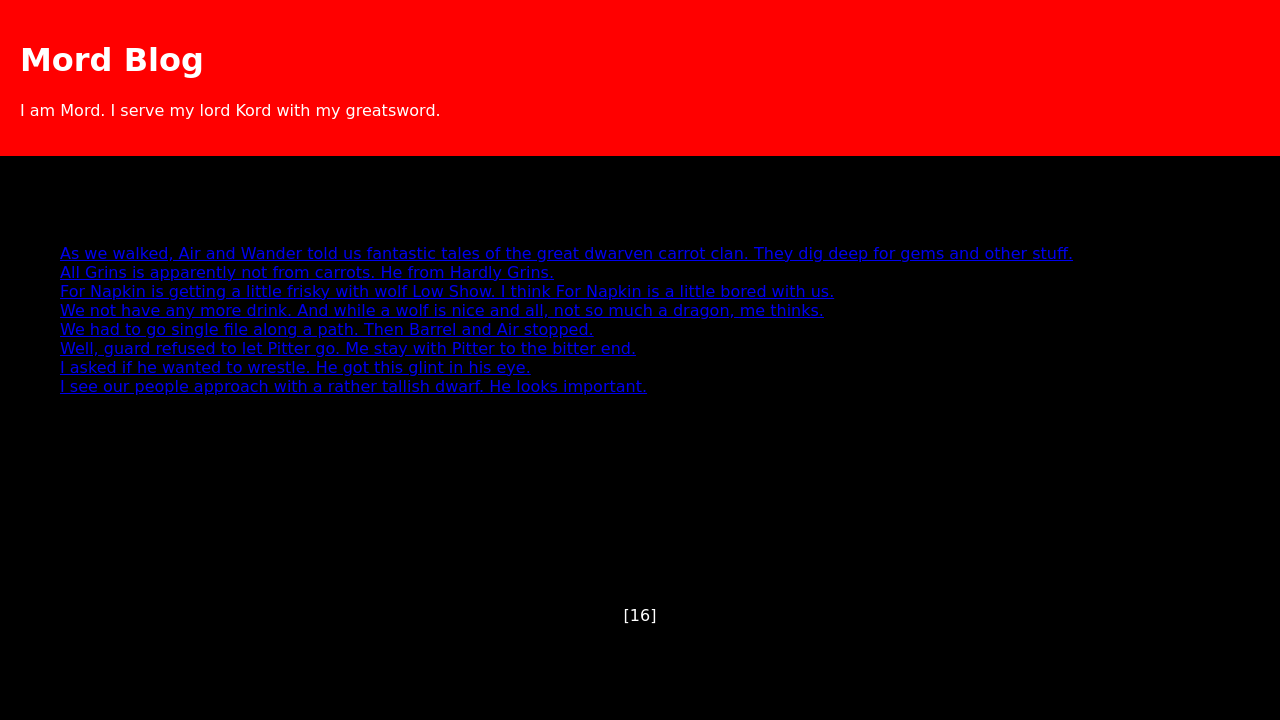 Mord Blog
I am Mord. I serve my lord Kord with my greatsword.
As we walked, Air and Wander told us fantastic tales of the great dwarven carrot clan. They dig deep for gems and other stuff.
All Grins is apparently not from carrots. He from Hardly Grins.
For Napkin is getting a little frisky with wolf Low Show. I think For Napkin is a little bored with us.
We not have any more drink. And while a wolf is nice and all, not so much a dragon, me thinks.
We had to go single file along a path. Then Barrel and Air stopped.
Well, guard refused to let Pitter go. Me stay with Pitter to the bitter end.
I asked if he wanted to wrestle. He got this glint in his eye.
I see our people approach with a rather tallish dwarf. He looks important.
[16]